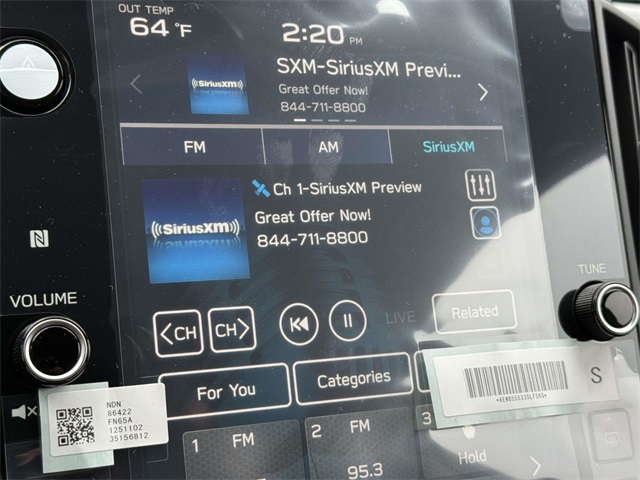 OUT TEMP
64 °F
2:20 PM
SXM-SiriusXM Previ...
Great Offer Now!
844-711-8800
((SiriusXM))
FM
AM
SiriusXM
Ch 1-SiriusXM Preview
Great Offer Now!
844-711-8800
((SiriusXM))
N
VOLUME
TUNE
<CH
CH>
LIVE
Related
For You
Categories
S
NDN
86422
FN65A
1251102
35156812
1
FM
2
FM
95.3
3
Hold